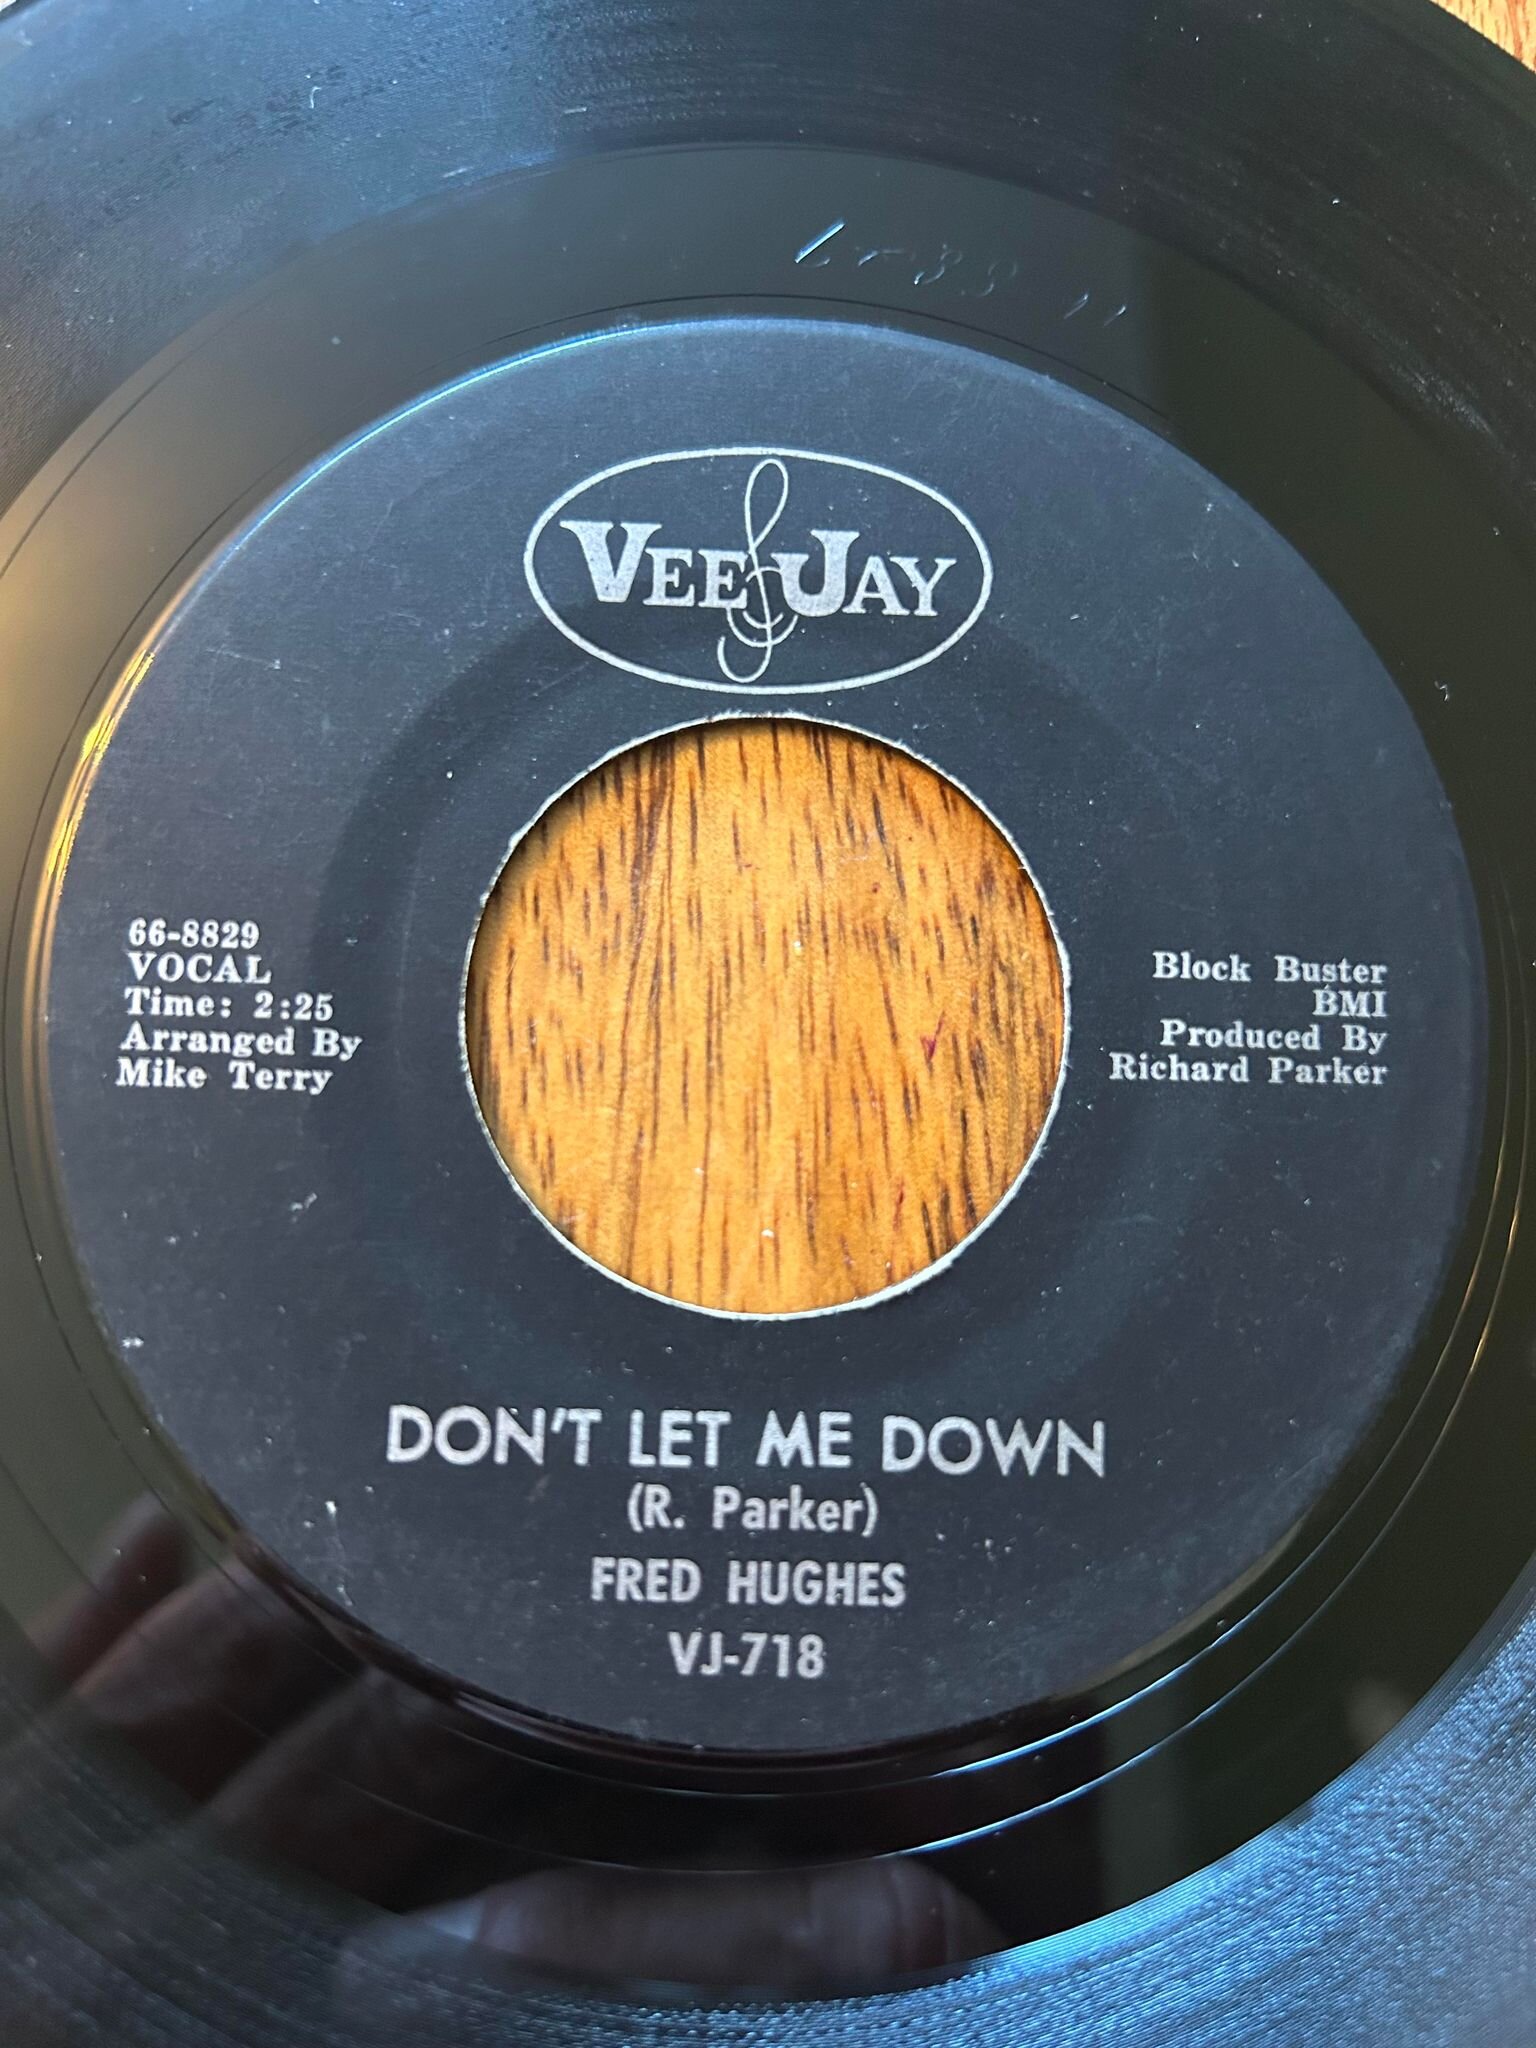 VEE JAY
66-8829
VOCAL
Time: 2:25
Arranged By
Mike Terry
Block Buster
BMI
Produced By
Richard Parker
DON'T LET ME DOWN
(R. Parker)
FRED HUGHES
VJ-718